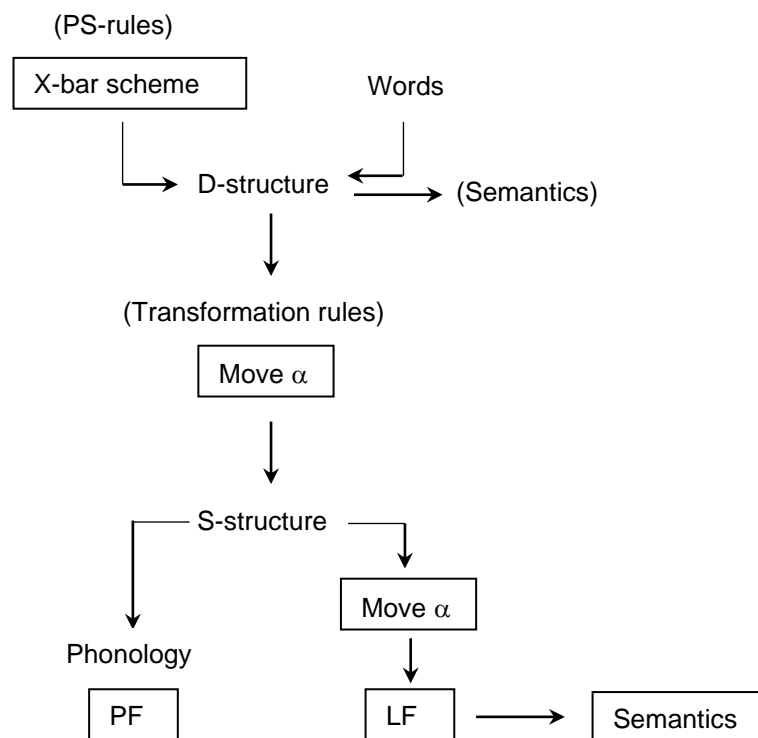 (PS-rules)
X-bar scheme
Words
D-structure
(Semantics)
(Transformation rules)
Move α
S-structure
Move α
Phonology
PF
LF
Semantics